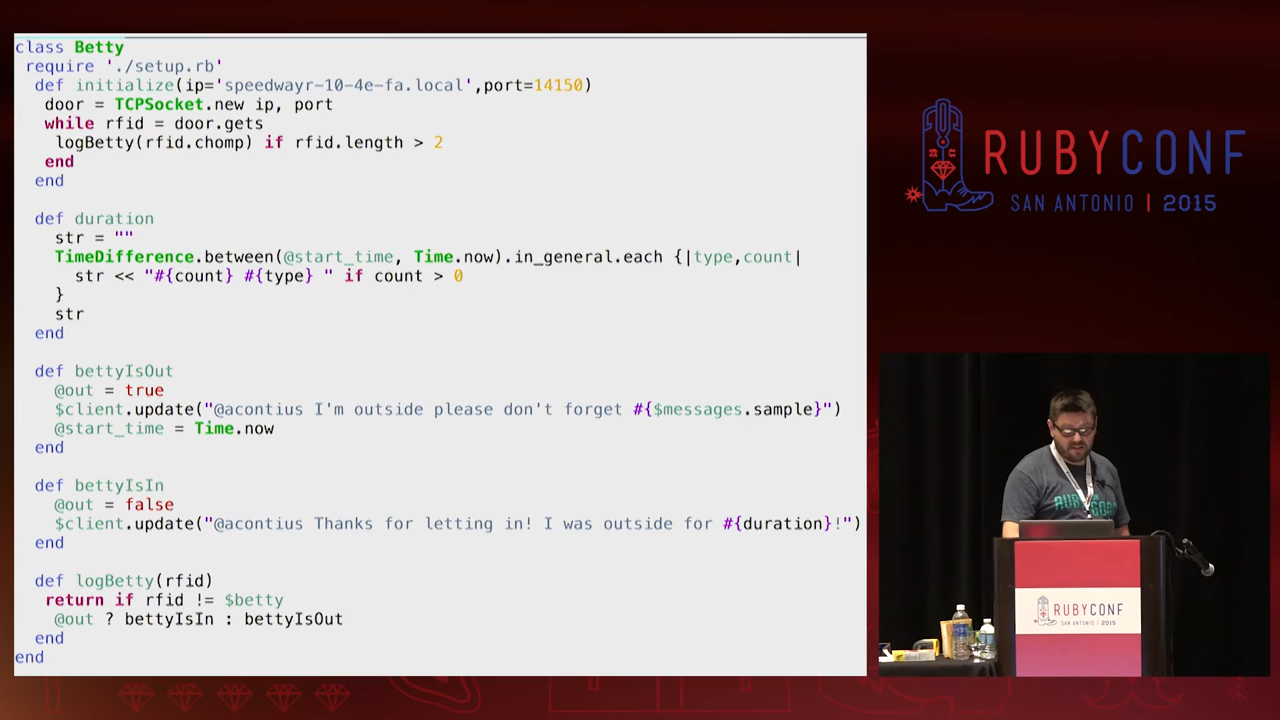 class Betty
require './setup.rb'
def initialize(ip='speedwayr-10-4e-fa.local',port=14150)
door = TCPSocket.new ip, port
while rfid = door.gets
logBetty(rfid.chomp) if rfid.length > 2
end
end
def duration
str = ""
TimeDifference.between(@start_time, Time.now).in_general.each {|type,count|
str << "#{count} #{type} " if count > 0
}
str
end
def bettyIsOut
@out = true
$client.update("@acontius I'm outside please don't forget #{$messages.sample}")
@start_time = Time.now
end
def bettyIsIn
@out = false
$client.update("@acontius Thanks for letting in! I was outside for #{duration}!")
end
def logBetty(rfid)
return if rfid != $betty
@out ? bettyIsIn : bettyIsOut
end
end
RUBYCONF
SAN ANTONIO | 2015
RUBYCONF
SAN ANTONIO | 2015